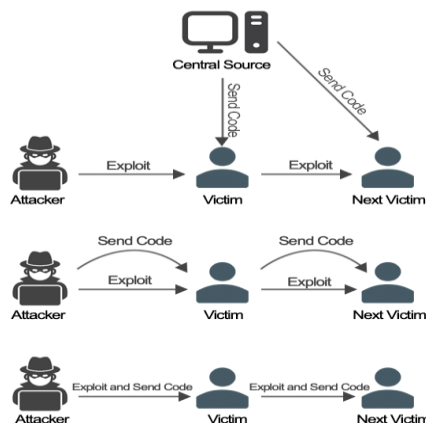 Central Source
Send Code
Send Code
Exploit
Exploit
Attacker
Victim
Next Victim
Send Code
Send Code
Exploit
Exploit
Attacker
Victim
Next Victim
Exploit and Send Code
Exploit and Send Code
Attacker
Victim
Next Victim